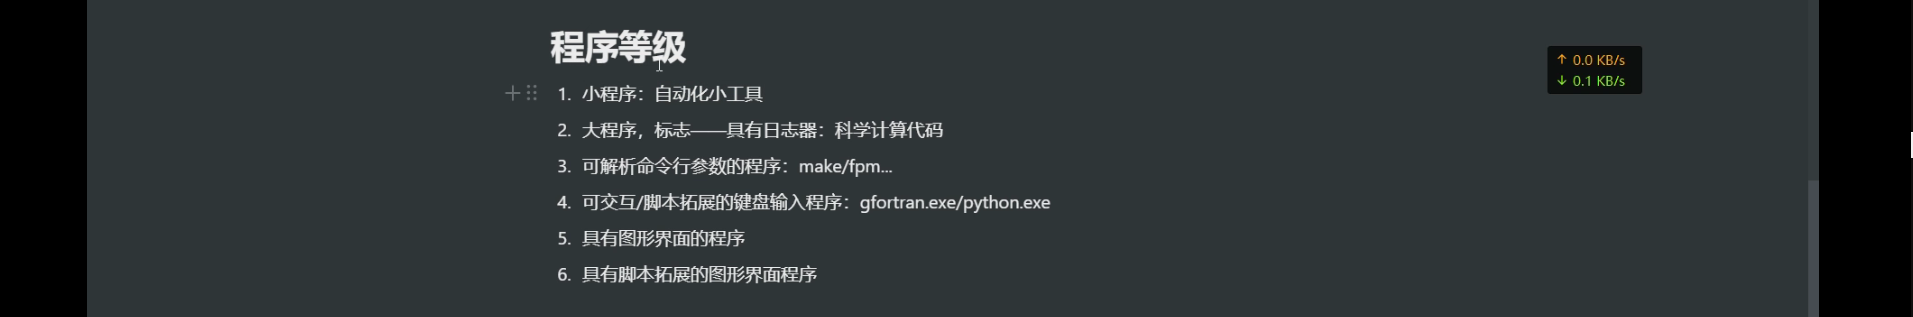 程序等级
↑ 0.0 KB/s
↓ 0.1 KB/s
1. 小程序：自动化小工具
2. 大程序，标志——具有日志器：科学计算代码
3. 可解析命令行参数的程序：make/fpm...
4. 可交互/脚本拓展的键盘输入程序：gfortran.exe/python.exe
5. 具有图形界面的程序
6. 具有脚本拓展的图形界面程序